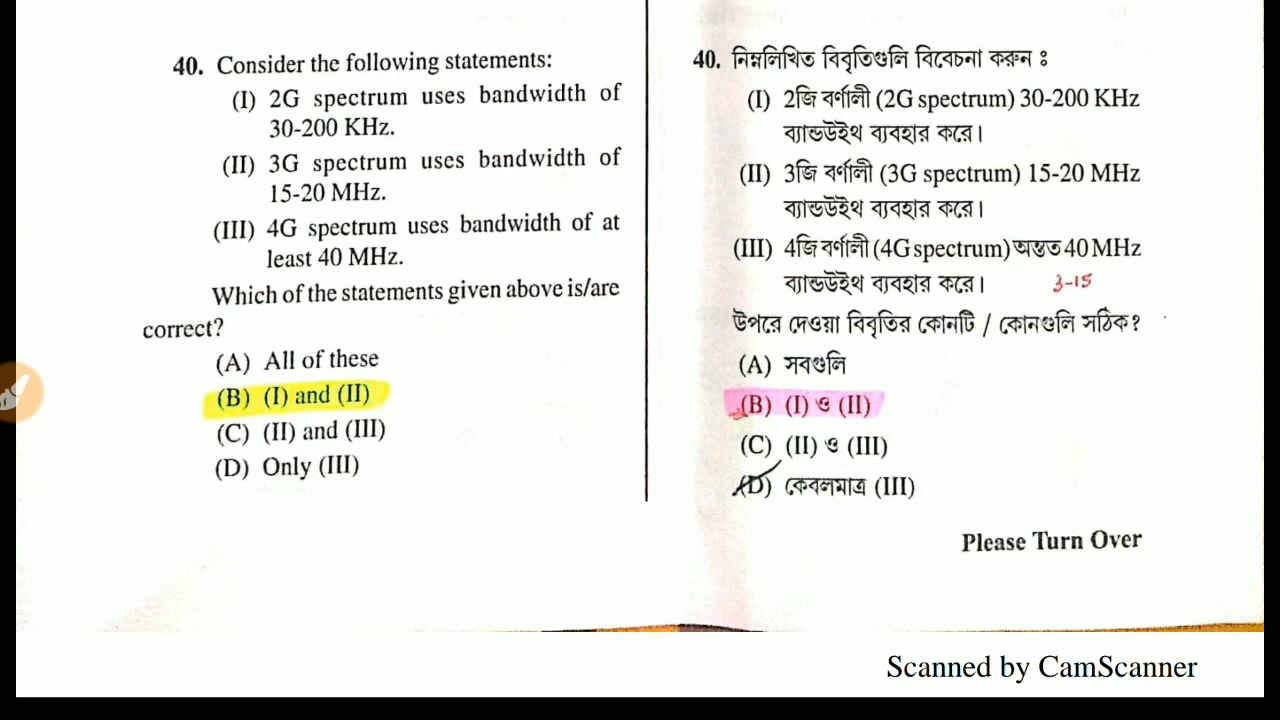 40. Consider the following statements:
(I) 2G spectrum uses bandwidth of
30-200 KHz.
(II) 3G spectrum uses bandwidth of
15-20 MHz.
(III) 4G spectrum uses bandwidth of at
least 40 MHz.
Which of the statements given above is/are
correct?
(A) All of these
(B) (I) and (II)
(C) (II) and (III)
(D) Only (III)
40. নিম্নলিখিত বিবৃতিগুলি বিবেচনা করুন ঃ
(I) 2জি বর্ণালী (2G spectrum) 30-200 KHz
ব্যান্ডউইথ ব্যবহার করে।
(II) 3জি বর্ণালী (3G spectrum) 15-20 MHz
ব্যান্ডউইথ ব্যবহার করে।
(III) 4জি বর্ণালী (4G spectrum) অন্তত 40 MHz
ব্যান্ডউইথ ব্যবহার করে। 3-15
উপরে দেওয়া বিবৃতির কোনটি / কোনগুলি সঠিক?
(A) সবগুলি
(B) (I) ও (II)
(C) (II) ও (III)
(D) কেবলমাত্র (III)
Please Turn Over
Scanned by CamScanner